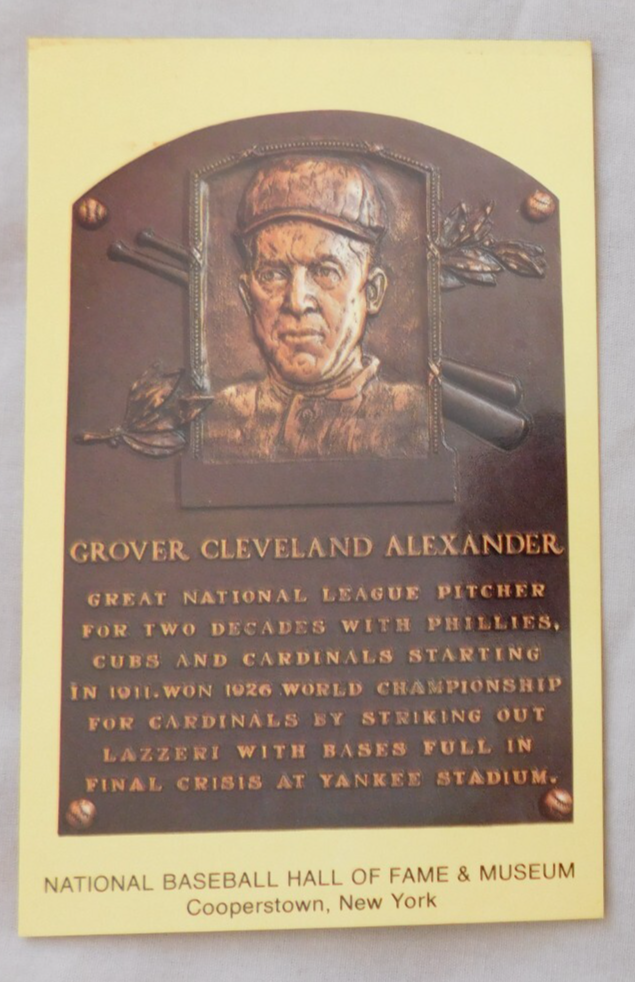 GROVER CLEVELAND ALEXANDER
GREAT NATIONAL LEAGUE PITCHER
FOR TWO DECADES WITH PHILLIES,
CUBS AND CARDINALS STARTING
IN 1911. WON 1926 WORLD CHAMPIONSHIP
FOR CARDINALS BY STRIKING OUT
LAZZERI WITH BASES FULL IN
FINAL CRISIS AT YANKEE STADIUM.
NATIONAL BASEBALL HALL OF FAME & MUSEUM
Cooperstown, New York